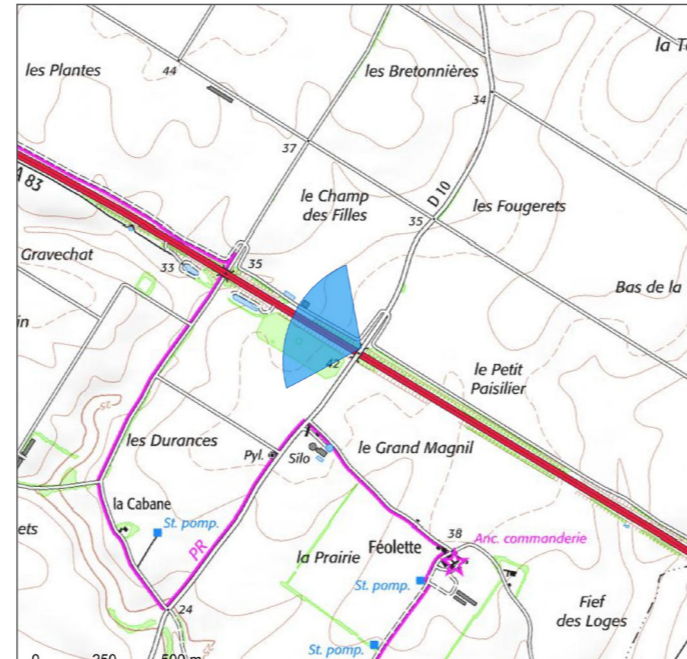 les Plantes
44
les Bretonnières
la T
34
37
D 10
A 83
le Champ
des Filles
les Fougerets
35
Gravechat
33
35
Bas de la
in
42
le Petit
Paisilier
les Durances
le Grand Magnil
Pyl.
Silo
la Cabane
ets
St. pomp.
PR
38
Anc. commanderie
la Prairie
Féolette
St. pomp.
24
Fief
des Loges
St. pomp.
25
0 250 500 m